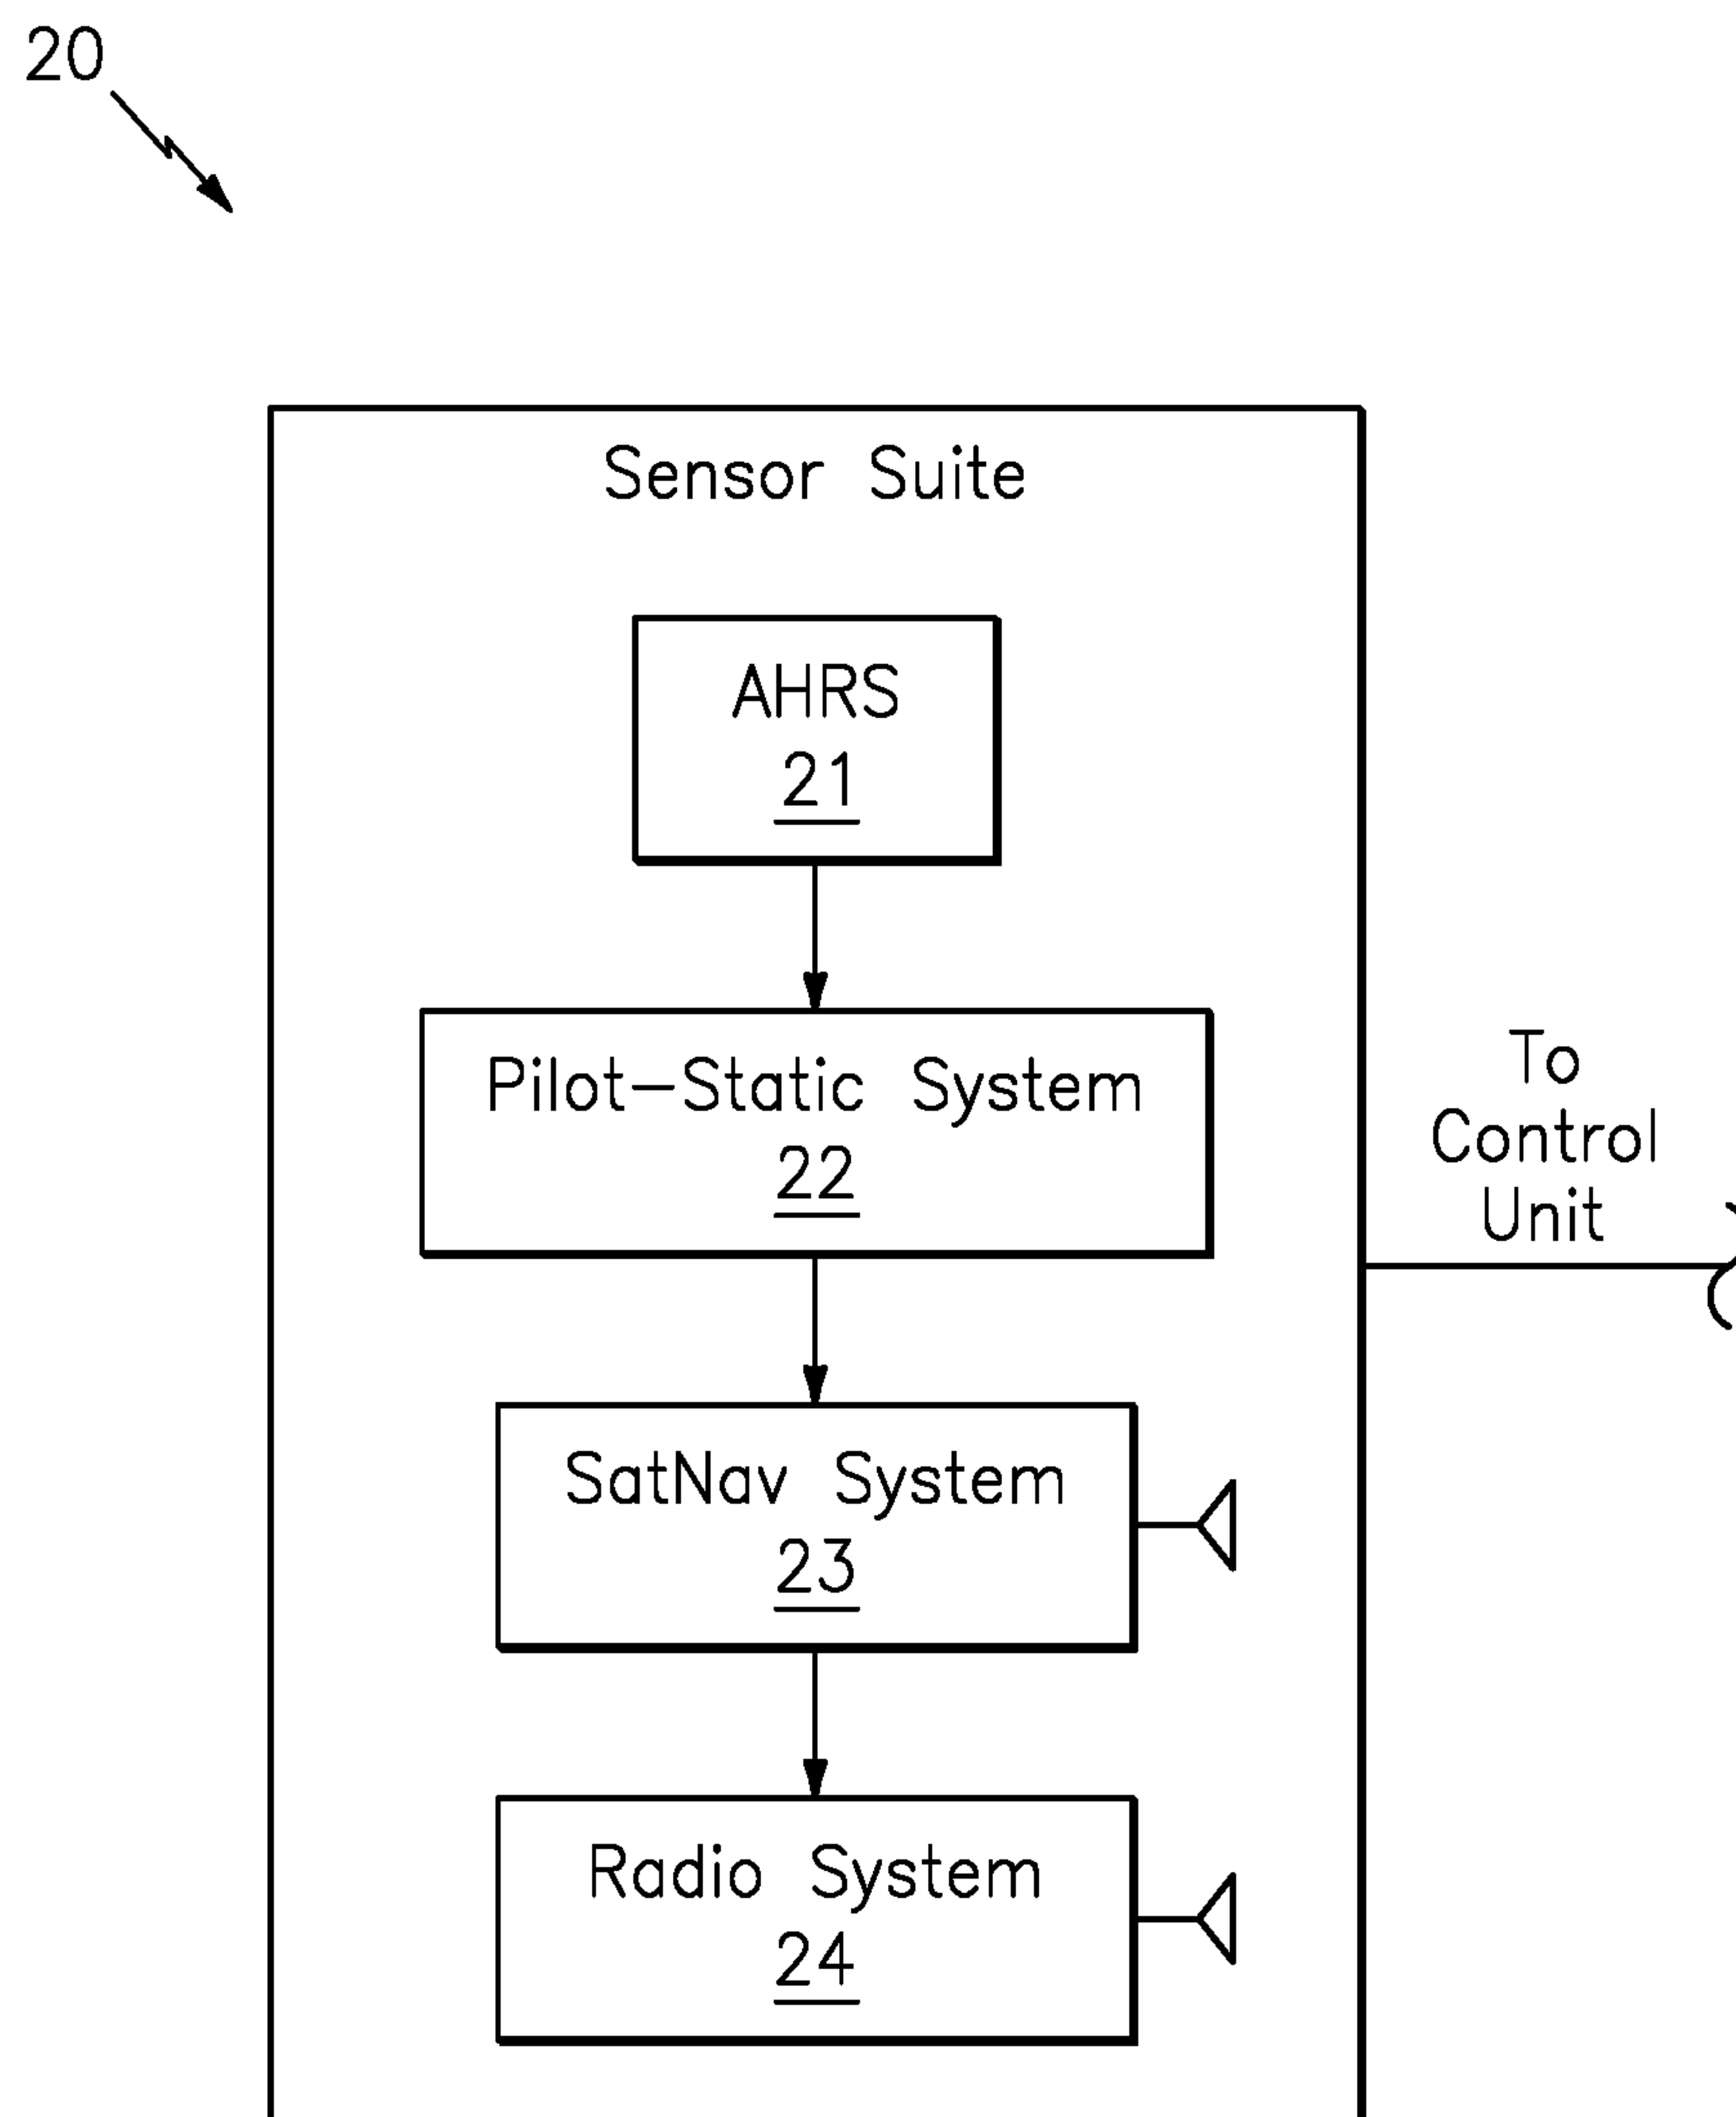 20
Sensor Suite
AHRS
21
Pilot-Static System
22
To
Control
Unit
SatNav System
23
Radio System
24